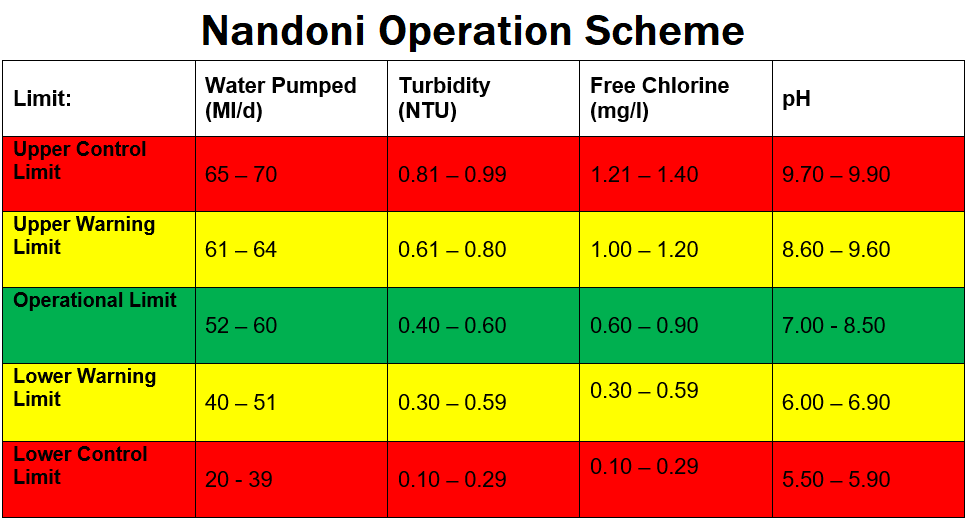 Nandoni Operation Scheme
Limit:
Water Pumped
(Ml/d)
Turbidity
(NTU)
Free Chlorine
(mg/l)
pH
Upper Control
Limit
65 – 70
0.81 – 0.99
1.21 – 1.40
9.70 – 9.90
Upper Warning
Limit
61 – 64
0.61 – 0.80
1.00 – 1.20
8.60 – 9.60
Operational Limit
52 – 60
0.40 – 0.60
0.60 – 0.90
7.00 - 8.50
Lower Warning
Limit
40 – 51
0.30 – 0.59
0.30 – 0.59
6.00 – 6.90
Lower Control
Limit
20 - 39
0.10 – 0.29
0.10 – 0.29
5.50 – 5.90